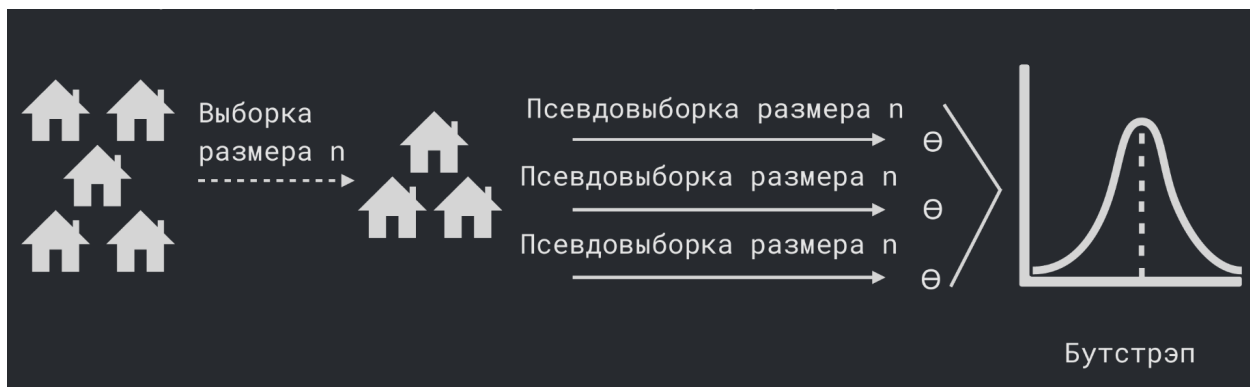 Выборка
размера n
Псевдовыборка размера n
Ө
Псевдовыборка размера n
Ө
Псевдовыборка размера n
Ө
Бутстрэп